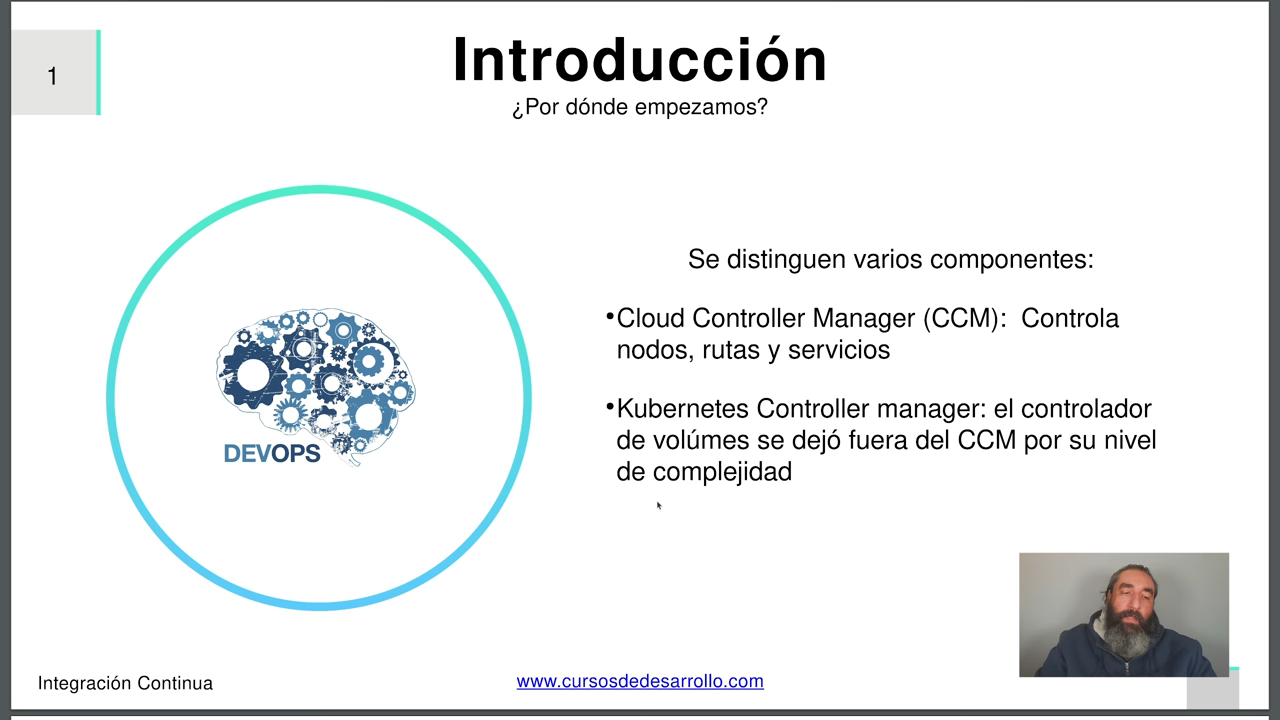 1
Introducción
¿Por dónde empezamos?
Se distinguen varios componentes:
•Cloud Controller Manager (CCM):  Controla
nodos, rutas y servicios
•Kubernetes Controller manager: el controlador
de volúmes se dejó fuera del CCM por su nivel
de complejidad
DEVOPS
Integración Continua
www.cursosdedesarrollo.com